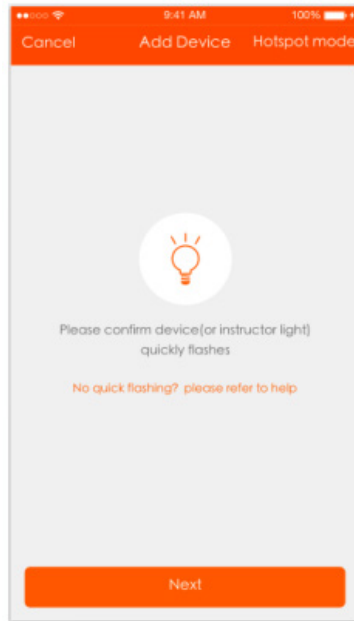 9:41 AM 100%
Cancel Add Device Hotspot mode
Please confirm device(or instructor light)
quickly flashes
No quick flashing? please refer to help
Next